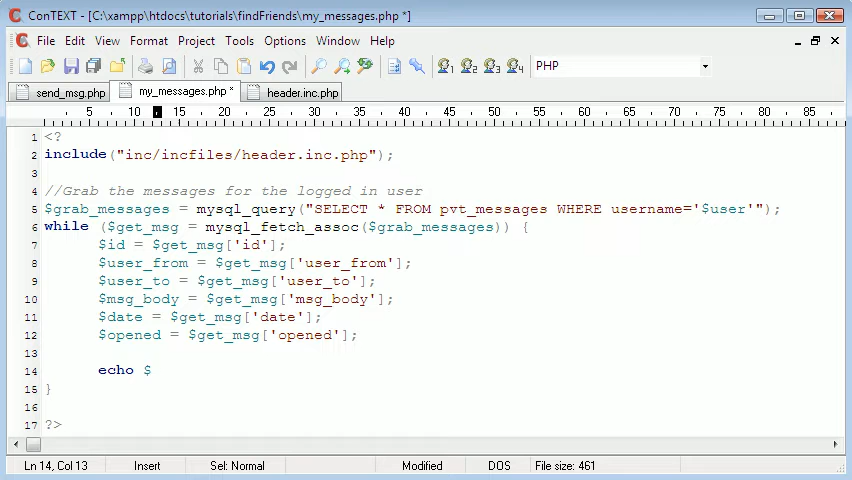 ConTEXT - [C:\xampp\htdocs\tutorials\findFriends\my_messages.php *]
File Edit View Format Project Tools Options Window Help
1 2 3 4 PHP
send_msg.php my_messages.php * header.inc.php
5 10 15 20 25 30 35 40 45 50 55 60 65 70 75 80 85
1 <?
2 include("inc/incfiles/header.inc.php");
3
4 //Grab the messages for the logged in user
5 $grab_messages = mysql_query("SELECT * FROM pvt_messages WHERE username='$user'");
6 while ($get_msg = mysql_fetch_assoc($grab_messages)) {
7 $id = $get_msg['id'];
8 $user_from = $get_msg['user_from'];
9 $user_to = $get_msg['user_to'];
10 $msg_body = $get_msg['msg_body'];
11 $date = $get_msg['date'];
12 $opened = $get_msg['opened'];
13
14 echo $
15 }
16
17 ?>
Ln 14, Col 13 Insert Sel: Normal Modified DOS File size: 461